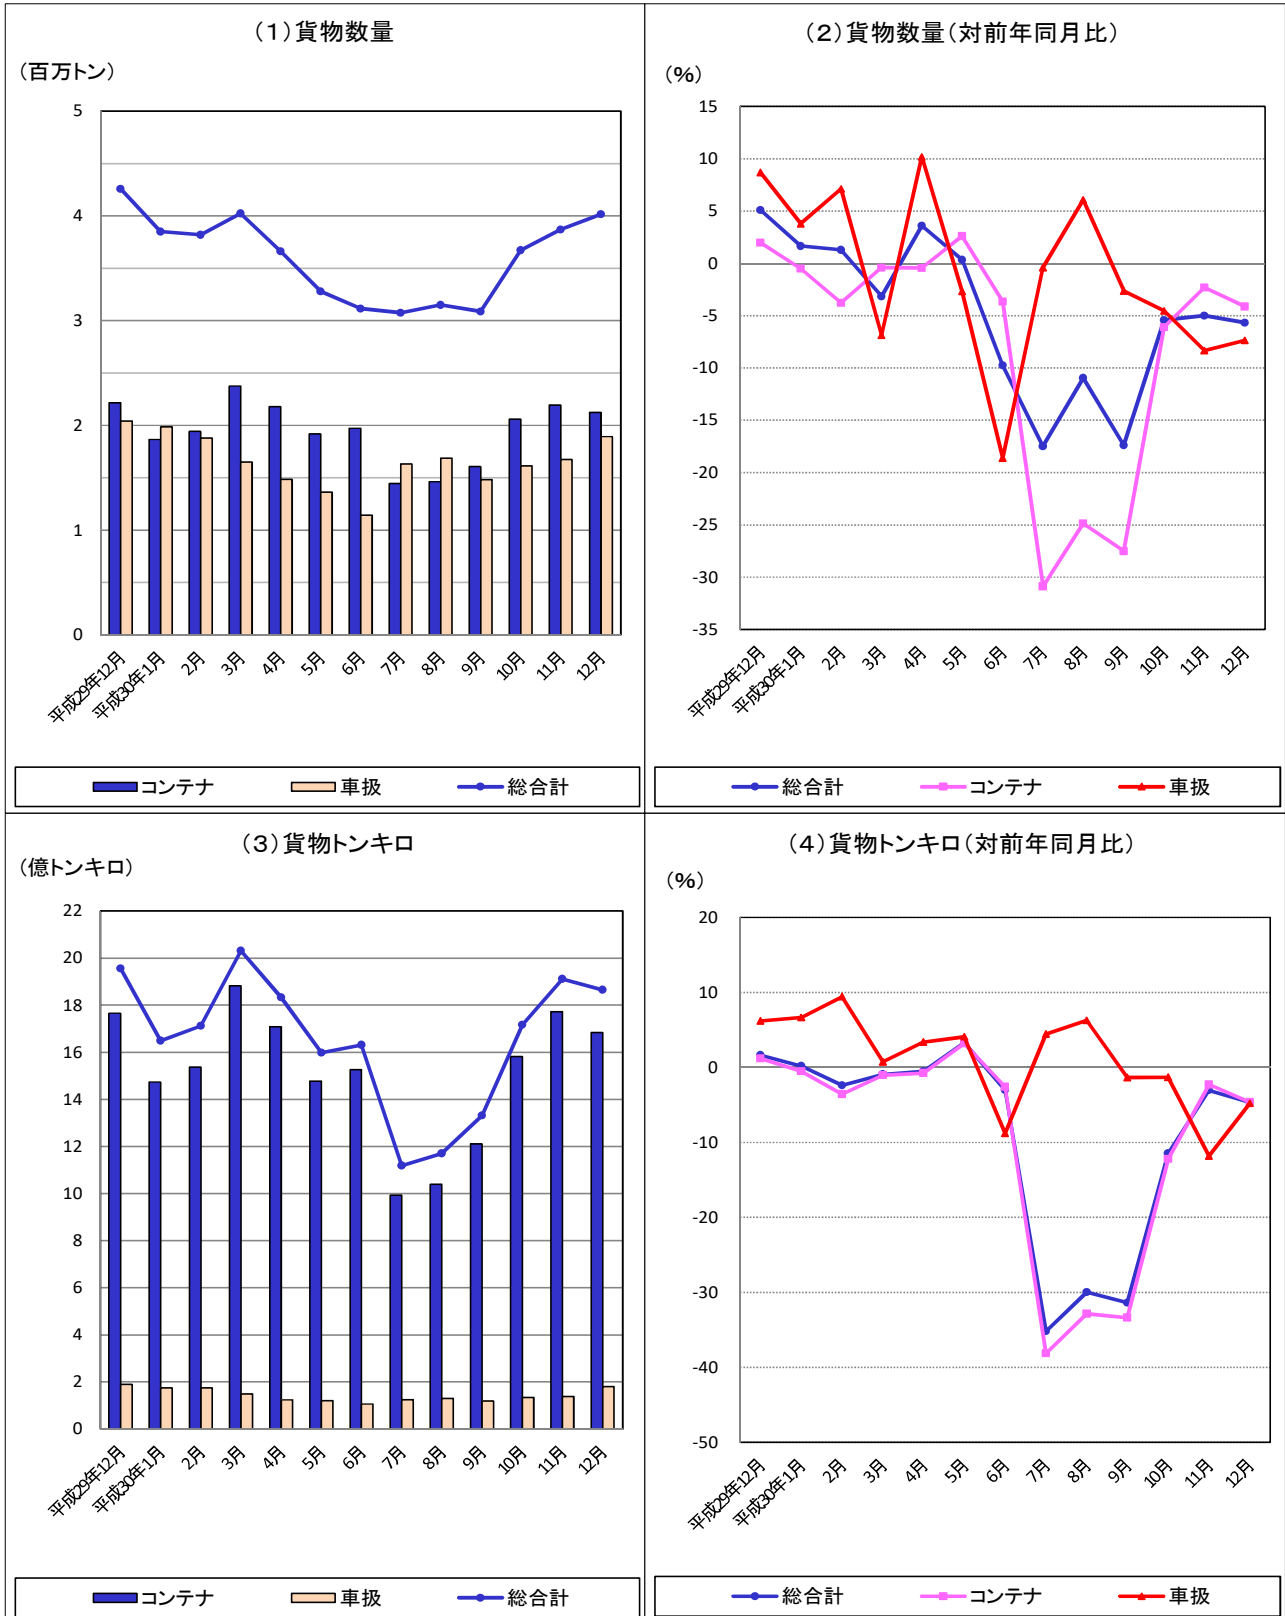 (1)貨物数量
(百万トン)
5
4
3
2
1
0
平成29年12月
平成30年1月
2月
3月
4月
5月
6月
7月
8月
9月
10月
11月
12月
コンテナ
車扱
総合計
(2)貨物数量(対前年同月比)
(%)
15
10
5
0
-5
-10
-15
-20
-25
-30
-35
平成29年12月
平成30年1月
2月
3月
4月
5月
6月
7月
8月
9月
10月
11月
12月
総合計
コンテナ
車扱
(3)貨物トンキロ
(億トンキロ)
22
20
18
16
14
12
10
8
6
4
2
0
平成29年12月
平成30年1月
2月
3月
4月
5月
6月
7月
8月
9月
10月
11月
12月
コンテナ
車扱
総合計
(4)貨物トンキロ(対前年同月比)
(%)
20
10
0
-10
-20
-30
-40
-50
平成29年12月
平成30年1月
2月
3月
4月
5月
6月
7月
8月
9月
10月
11月
12月
総合計
コンテナ
車扱